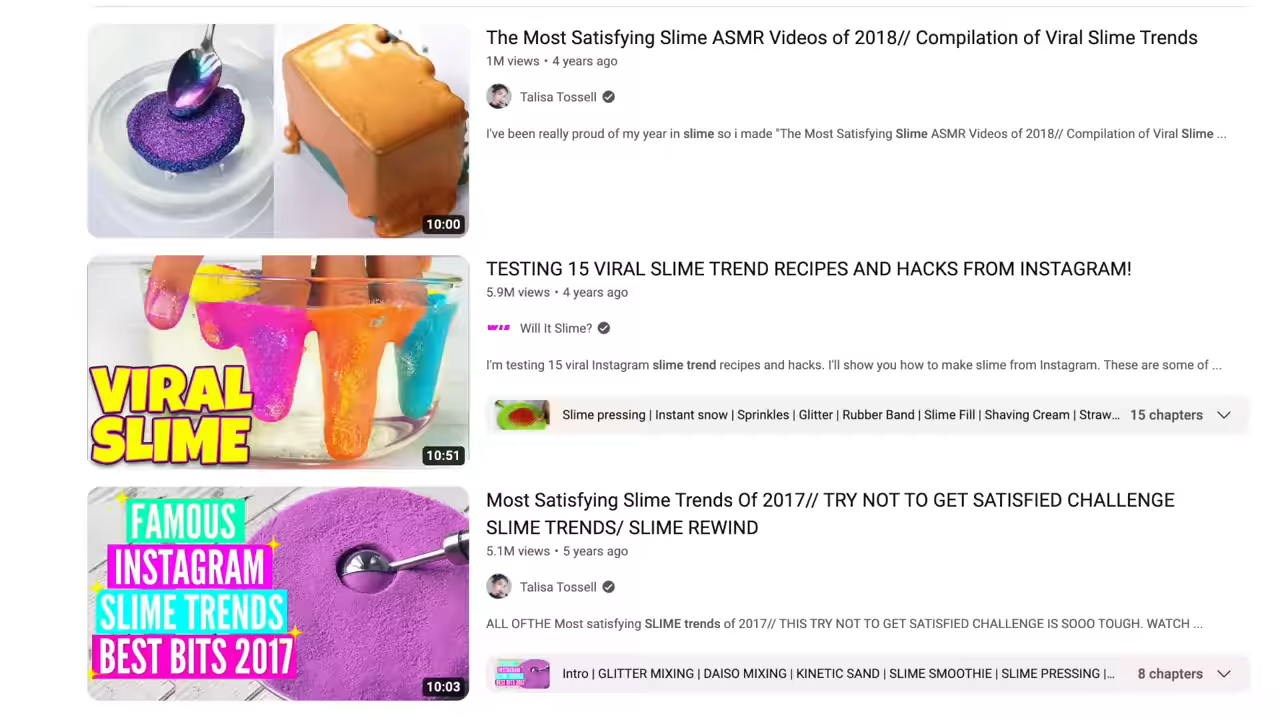 The Most Satisfying Slime ASMR Videos of 2018// Compilation of Viral Slime Trends
1M views • 4 years ago
Talisa Tossell
I've been really proud of my year in slime so i made "The Most Satisfying Slime ASMR Videos of 2018// Compilation of Viral Slime ...
10:00
TESTING 15 VIRAL SLIME TREND RECIPES AND HACKS FROM INSTAGRAM!
5.9M views • 4 years ago
WIS
Will It Slime?
I'm testing 15 viral Instagram slime trend recipes and hacks. I'll show you how to make slime from Instagram. These are some of ...
VIRAL
SLIME
10:51
Slime pressing | Instant snow | Sprinkles | Glitter | Rubber Band | Slime Fill | Shaving Cream | Straw...
15 chapters
Most Satisfying Slime Trends Of 2017// TRY NOT TO GET SATISFIED CHALLENGE
SLIME TRENDS/ SLIME REWIND
5.1M views • 5 years ago
Talisa Tossell
ALL OFTHE Most satisfying SLIME trends of 2017// THIS TRY NOT TO GET SATISFIED CHALLENGE IS SOOO TOUGH. WATCH ...
FAMOUS
INSTAGRAM
SLIME TRENDS
BEST BITS 2017
10:03
Intro | GLITTER MIXING | DAISO MIXING | KINETIC SAND | SLIME SMOOTHIE | SLIME PRESSING |...
8 chapters